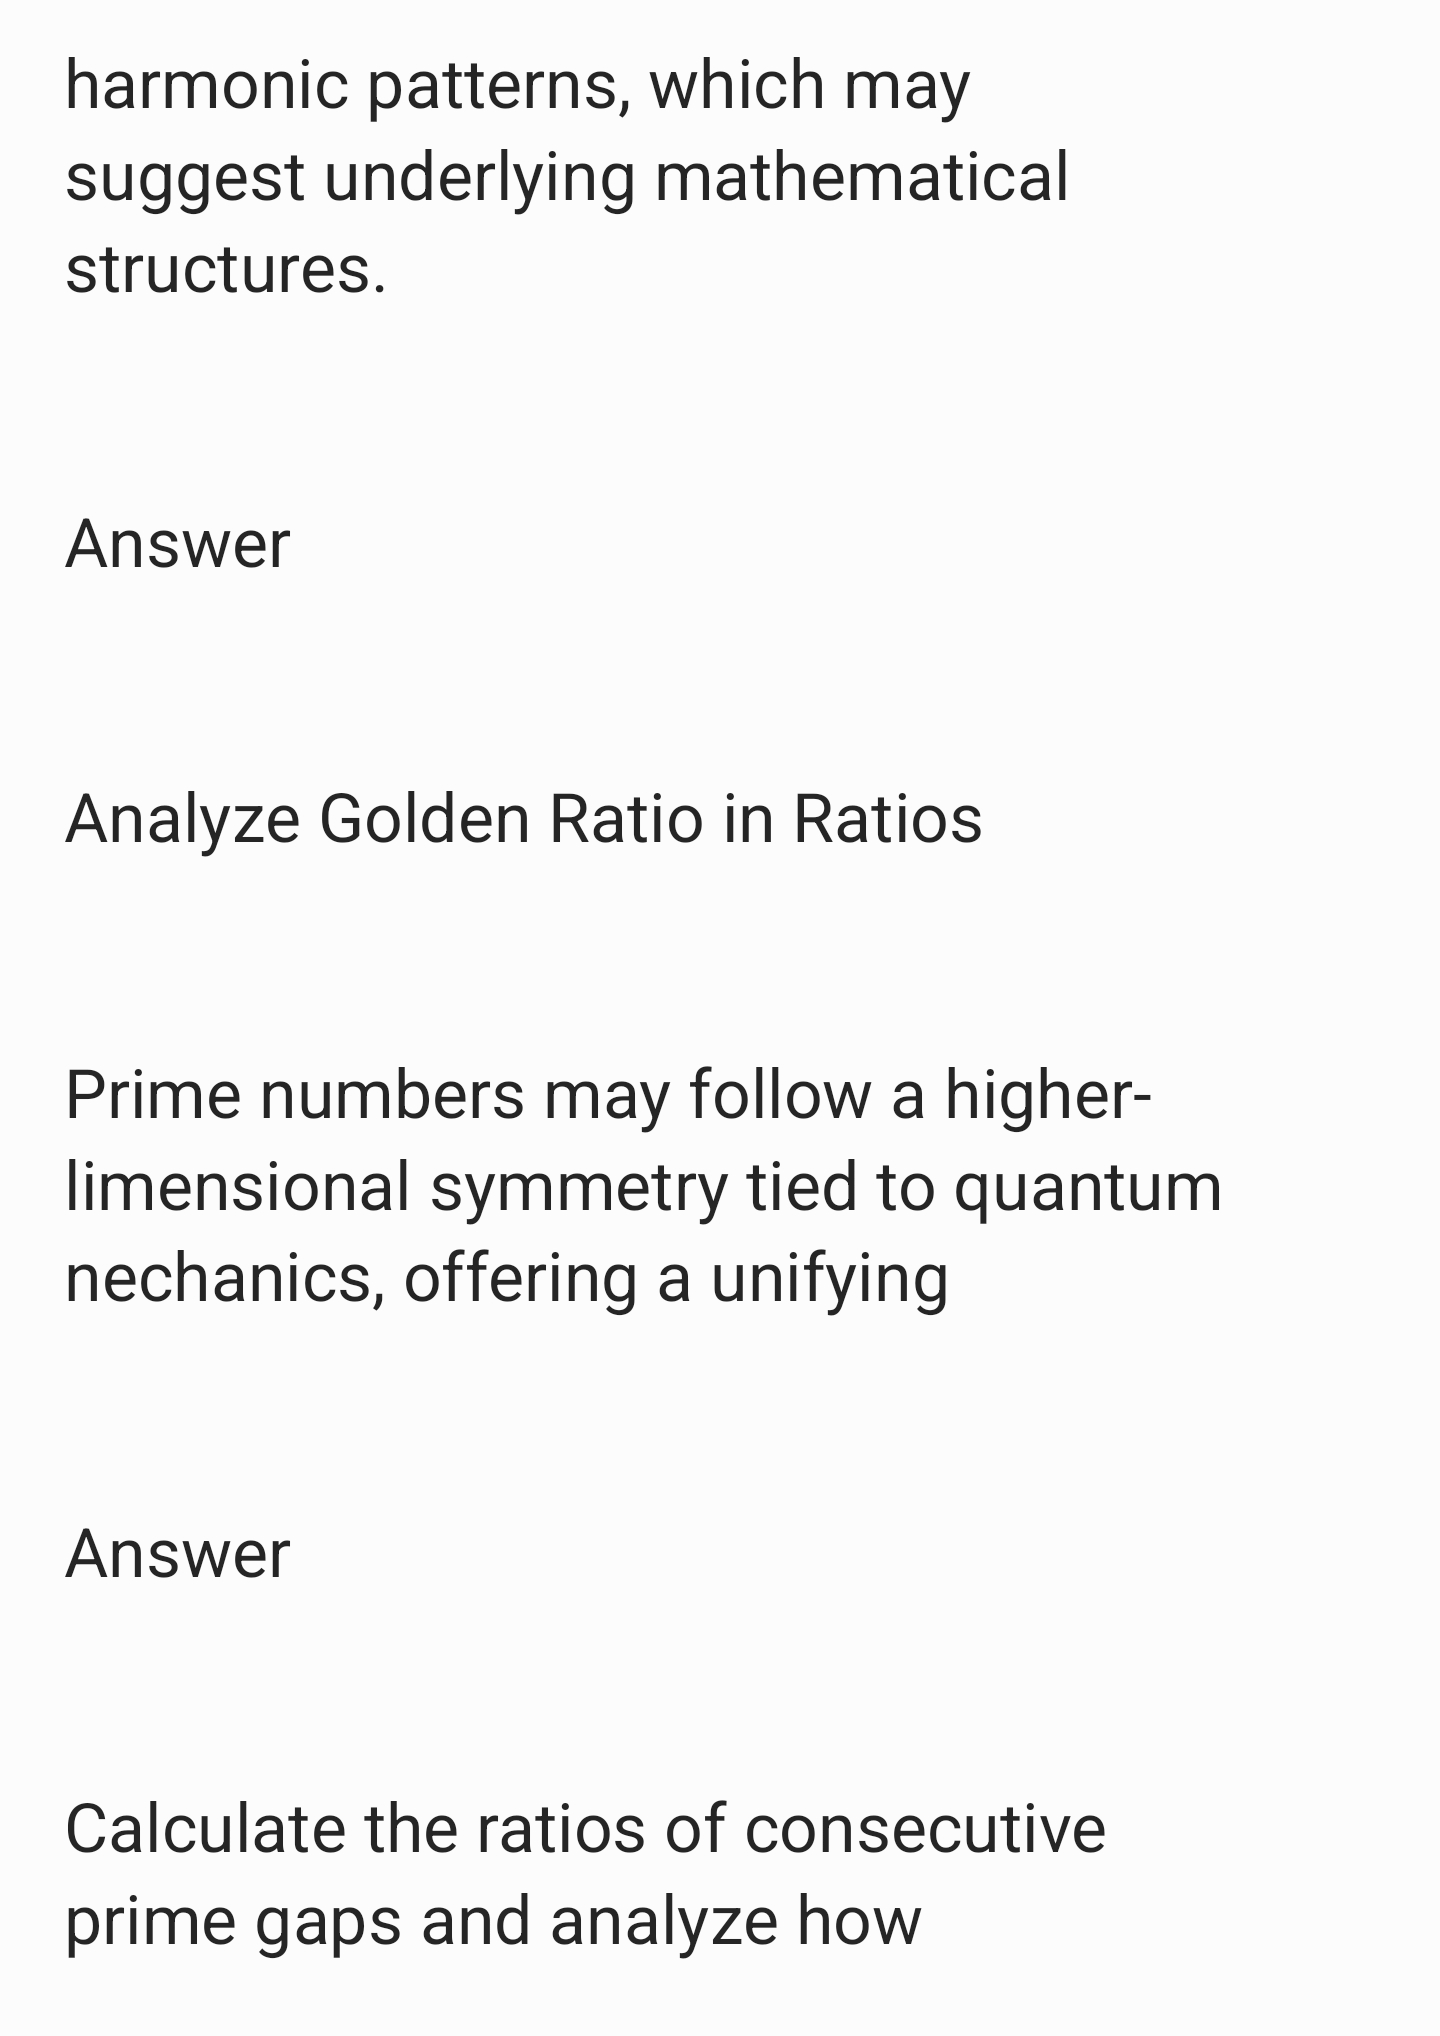 harmonic patterns, which may
suggest underlying mathematical
structures.
Answer
Analyze Golden Ratio in Ratios
Prime numbers may follow a higher-
limensional symmetry tied to quantum
nechanics, offering a unifying
Answer
Calculate the ratios of consecutive
prime gaps and analyze how